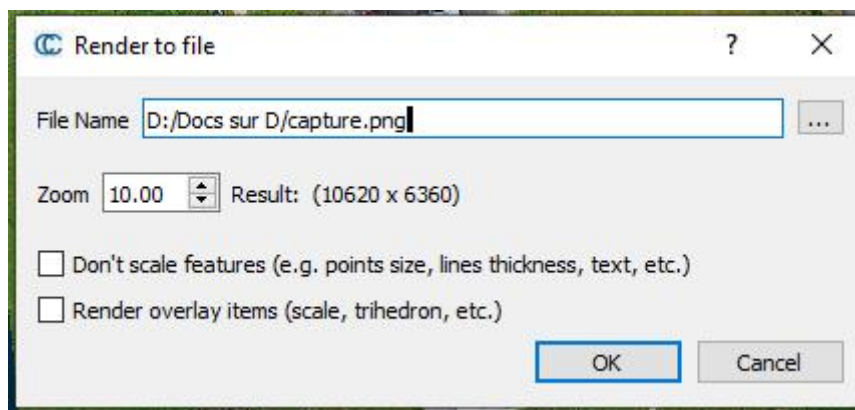 Render to file
File Name D:/Docs sur D/capture.png ...
Zoom 10.00 Result: (10620 x 6360)
Don't scale features (e.g. points size, lines thickness, text, etc.)
Render overlay items (scale, trihedron, etc.)
OK Cancel